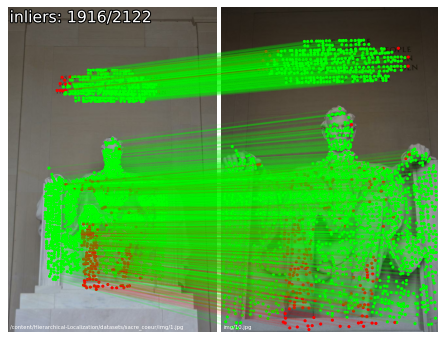 inliers: 1916/2122
/content/Hierarchical-Localization/datasets/sacre_coeur/img/1.jpg
img/10.jpg